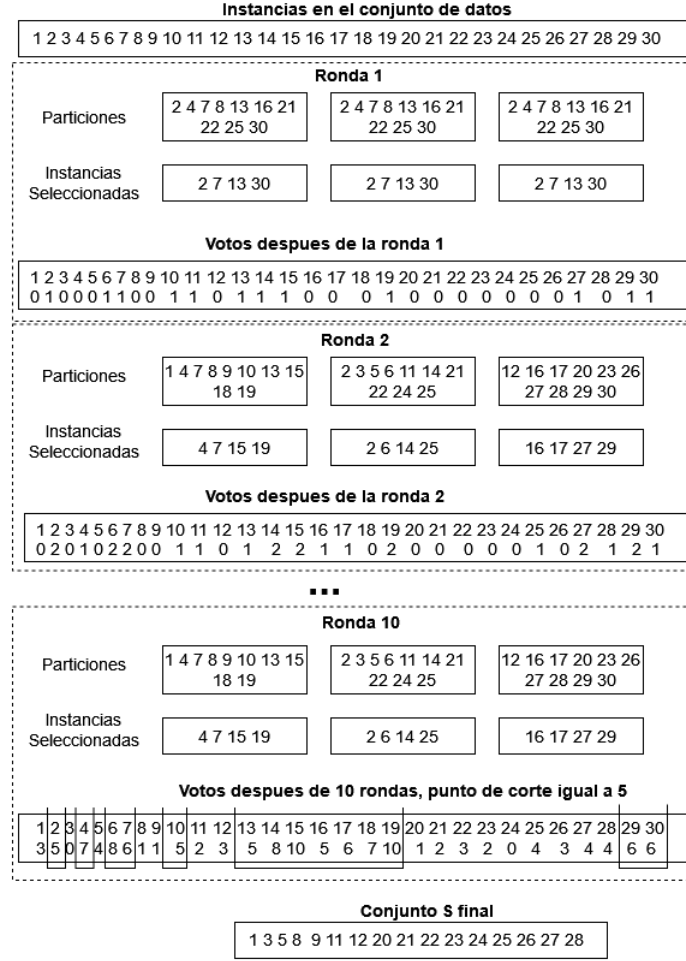 Instancias en el conjunto de datos
1 2 3 4 5 6 7 8 9 10 11 12 13 14 15 16 17 18 19 20 21 22 23 24 25 26 27 28 29 30
Ronda 1
Particiones
2 4 7 8 13 16 21
22 25 30
2 4 7 8 13 16 21
22 25 30
2 4 7 8 13 16 21
22 25 30
Instancias
Seleccionadas
2 7 13 30
2 7 13 30
2 7 13 30
Votos despues de la ronda 1
1 2 3 4 5 6 7 8 9 10 11 12 13 14 15 16 17 18 19 20 21 22 23 24 25 26 27 28 29 30
0 1 0 0 0 1 1 0 0 1 1 0 1 1 1 0 0 0 1 0 0 0 0 0 0 0 1 0 1 1
Ronda 2
Particiones
1 4 7 8 9 10 13 15
18 19
2 3 5 6 11 14 21
22 24 25
12 16 17 20 23 26
27 28 29 30
Instancias
Seleccionadas
4 7 15 19
2 6 14 25
16 17 27 29
Votos despues de la ronda 2
1 2 3 4 5 6 7 8 9 10 11 12 13 14 15 16 17 18 19 20 21 22 23 24 25 26 27 28 29 30
0 2 0 1 0 2 2 0 0 1 1 0 1 2 2 1 1 0 2 0 0 0 0 0 1 0 2 1 2 1
...
Ronda 10
Particiones
1 4 7 8 9 10 13 15
18 19
2 3 5 6 11 14 21
22 24 25
12 16 17 20 23 26
27 28 29 30
Instancias
Seleccionadas
4 7 15 19
2 6 14 25
16 17 27 29
Votos despues de 10 rondas, punto de corte igual a 5
1 2 3 4 5 6 7 8 9 10 11 12 13 14 15 16 17 18 19 20 21 22 23 24 25 26 27 28 29 30
3 5 0 7 4 8 6 1 1 5 2 3 5 8 10 5 6 7 10 1 2 3 2 0 4 3 4 4 6 6
Conjunto S final
1 3 5 8 9 11 12 20 21 22 23 24 25 26 27 28